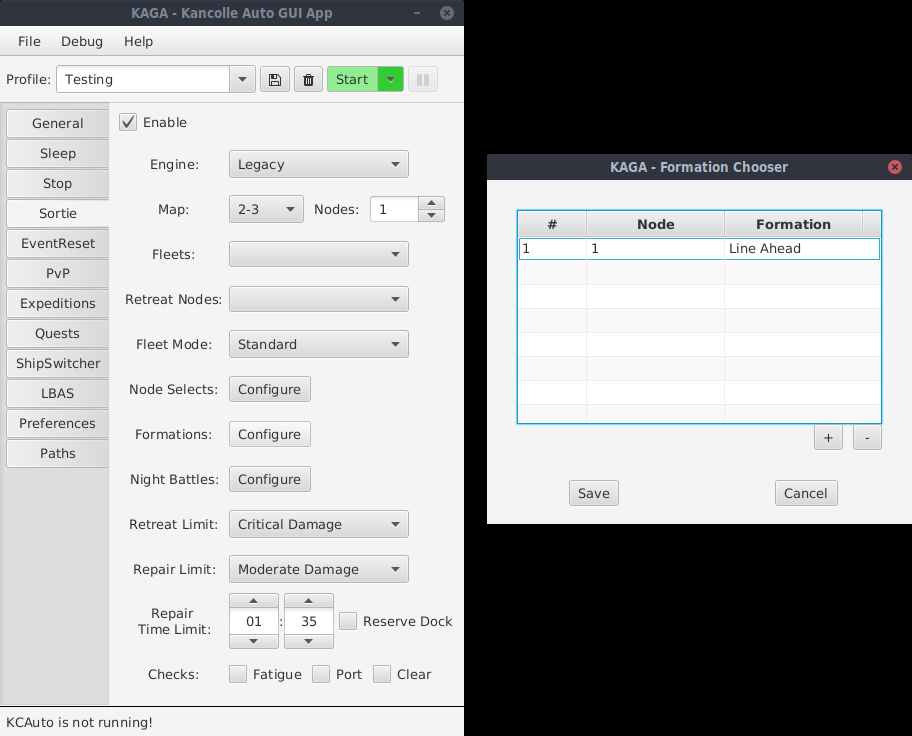 KAGA - Kancolle Auto GUI App
File Debug Help
Profile: Testing Start
General
Sleep
Stop
Sortie
EventReset
PvP
Expeditions
Quests
ShipSwitcher
LBAS
Preferences
Paths
Enable
Engine: Legacy
Map: 2-3 Nodes: 1
Fleets:
Retreat Nodes:
Fleet Mode: Standard
Node Selects: Configure
Formations: Configure
Night Battles: Configure
Retreat Limit: Critical Damage
Repair Limit: Moderate Damage
Repair
Time Limit: 01 : 35 Reserve Dock
Checks: Fatigue Port Clear
KCAuto is not running!
KAGA - Formation Chooser
# Node Formation
1 1 Line Ahead
+ -
Save Cancel